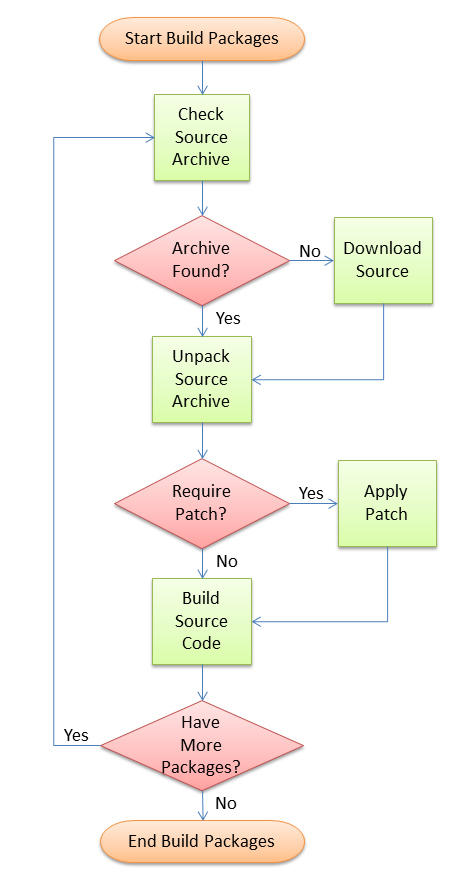 Start Build Packages
Check
Source
Archive
Archive
Found?
No
Download
Source
Yes
Unpack
Source
Archive
Require
Patch?
Yes
Apply
Patch
No
Build
Source
Code
Have
More
Packages?
Yes
No
End Build Packages